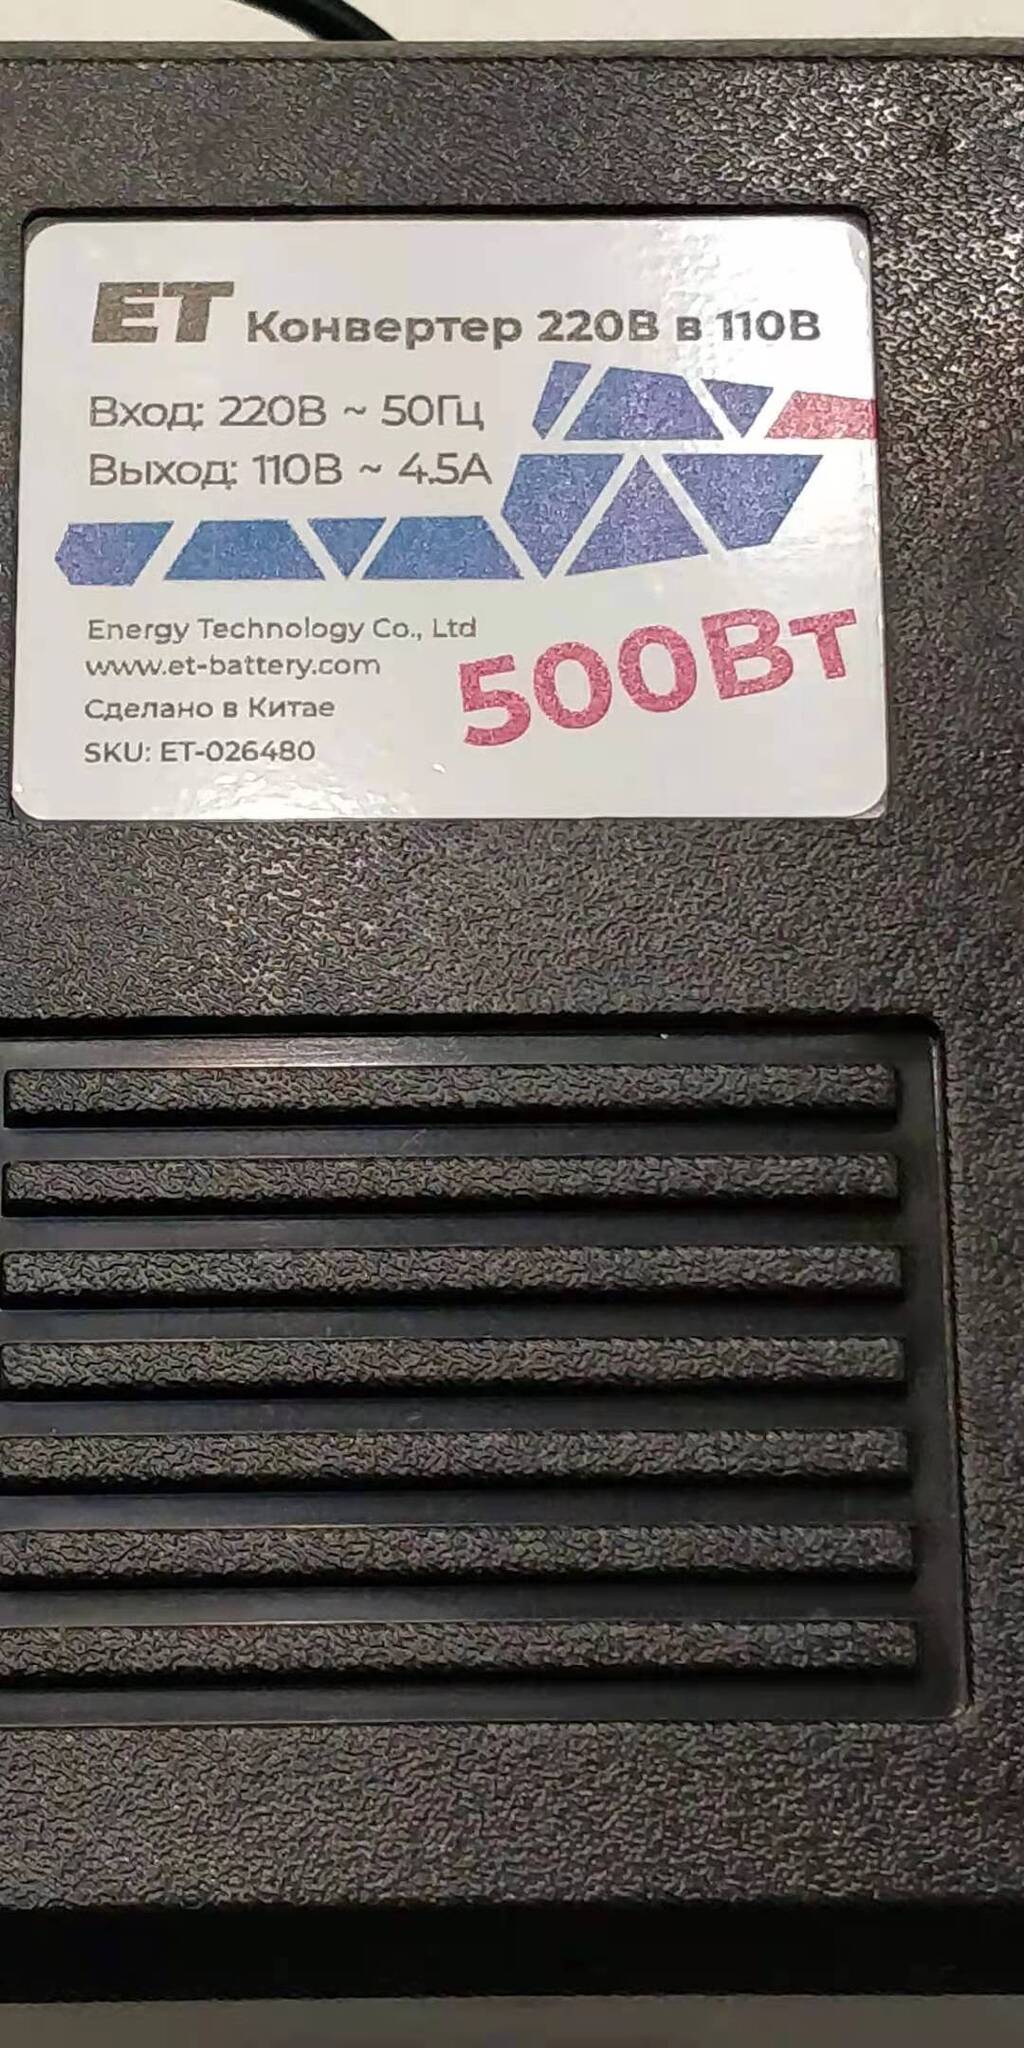 ET Конвертер 220В в 110В
Вход: 220В ~ 50Гц
Выход: 110В ~ 4.5А
Energy Technology Co., Ltd
www.et-battery.com
Сделано в Китае
SKU: ET-026480
500Вт